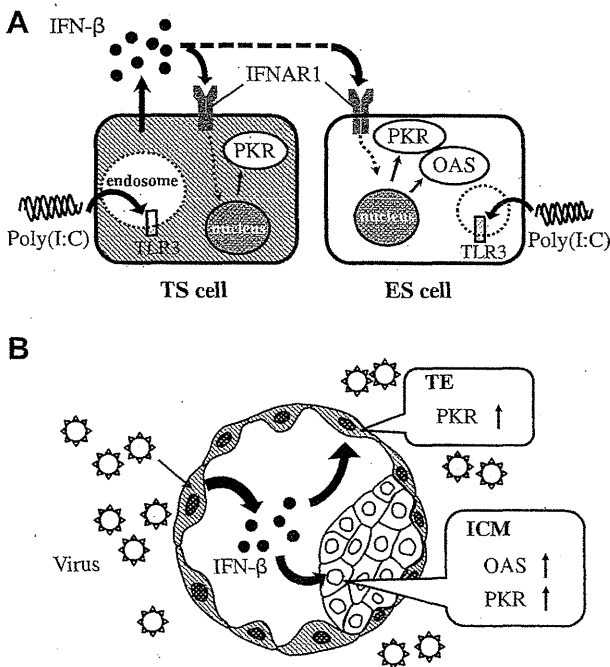 A
IFN-β
IFNAR1
PKR
PKR
OAS
endosome
nucleus
nucleus
Poly(I:C)
TLR3
TLR3
Poly(I:C)
TS cell
ES cell
B
TE
PKR ↑
Virus
IFN-β
ICM
OAS ↑
PKR ↑